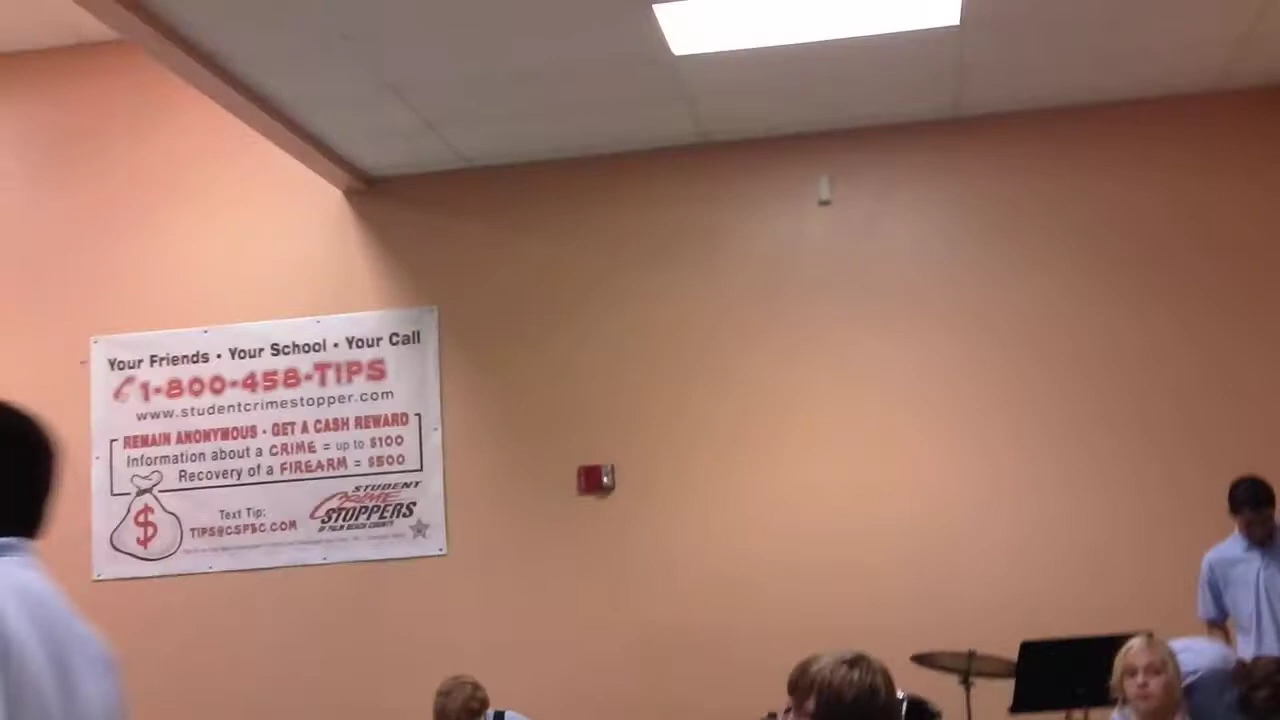 Your Friends • Your School • Your Call
1-800-458-TIPS
www.studentcrimestopper.com
REMAIN ANONYMOUS • GET A CASH REWARD
Information about a CRIME = up to $100
Recovery of a FIREARM = $500
$
Text Tip:
TIPS@CSPBC.COM
STUDENT
CRIME
STOPPERS
OF PALM BEACH COUNTY